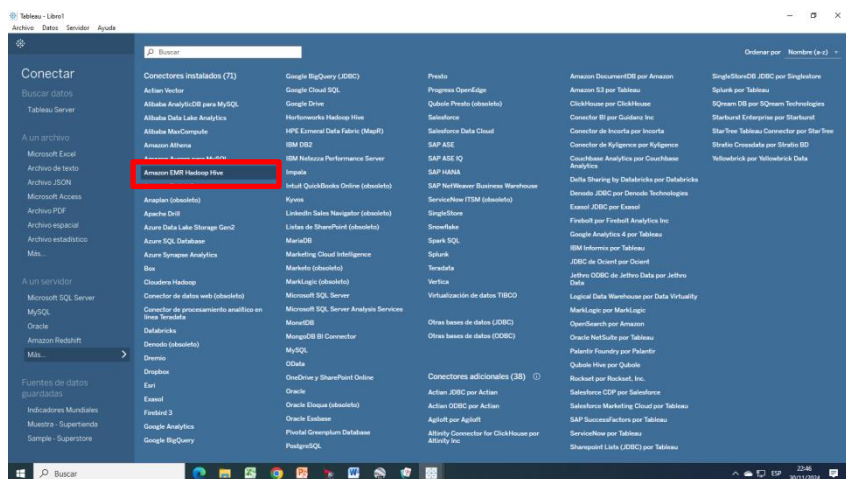 Tableau - Libro1
Archivo Datos Servidor Ayuda
Buscar
Ordenar por Nombre (a-z)
Conectar
Buscar datos
Tableau Server
A un archivo
Microsoft Excel
Archivo de texto
Archivo JSON
Microsoft Access
Archivo PDF
Archivo espacial
Archivo estadístico
Más...
A un servidor
Microsoft SQL Server
MySQL
Oracle
Amazon Redshift
Más...
Fuentes de datos
guardadas
Indicadores Mundiales
Muestra - Supertienda
Sample - Superstore
Conectores instalados (71)
Actian Vector
Alibaba AnalyticDB para MySQL
Alibaba Data Lake Analytics
Alibaba MaxCompute
Amazon Athena
Amazon Aurora para MySQL
Amazon EMR Hadoop Hive
Anaplan (obsoleto)
Apache Drill
Azure Data Lake Storage Gen2
Azure SQL Database
Azure Synapse Analytics
Box
Cloudera Hadoop
Conector de datos web (obsoleto)
Conector de procesamiento analítico en
línea Teradata
Databricks
Denodo (obsoleto)
Dremio
Dropbox
Esri
Exasol
Firebird 3
Google Analytics
Google BigQuery
Google BigQuery (JDBC)
Google Cloud SQL
Google Drive
Hortonworks Hadoop Hive
HPE Ezmeral Data Fabric (MapR)
IBM DB2
IBM Netezza Performance Server
Impala
Intuit QuickBooks Online (obsoleto)
Kyvos
LinkedIn Sales Navigator (obsoleto)
Listas de SharePoint (obsoleto)
MariaDB
Marketing Cloud Intelligence
Marketo (obsoleto)
MarkLogic (obsoleto)
Microsoft SQL Server
Microsoft SQL Server Analysis Services
MonetDB
MongoDB BI Connector
MySQL
OData
OneDrive y SharePoint Online
Oracle
Oracle Eloqua (obsoleto)
Oracle Essbase
Pivotal Greenplum Database
PostgreSQL
Presto
Progress OpenEdge
Qubole Presto (obsoleto)
Salesforce
Salesforce Data Cloud
SAP ASE
SAP ASE IQ
SAP HANA
SAP NetWeaver Business Warehouse
ServiceNow ITSM (obsoleto)
SingleStore
Snowflake
Spark SQL
Splunk
Teradata
Vertica
Virtualización de datos TIBCO
Otras bases de datos (JDBC)
Otras bases de datos (ODBC)
Conectores adicionales (38)
Actian JDBC por Actian
Actian ODBC por Actian
Agiloft por Agiloft
Altinity Connector for ClickHouse por
Altinity Inc
Amazon DocumentDB por Amazon
Amazon S3 por Tableau
ClickHouse por ClickHouse
Conector BI por Guidanz Inc
Conector de Incorta por Incorta
Conector de Kyligence por Kyligence
Couchbase Analytics por Couchbase
Analytics
Delta Sharing by Databricks por Databricks
Denodo JDBC por Denodo Technologies
Exasol JDBC por Exasol
Firebolt por Firebolt Analytics Inc
Google Analytics 4 por Tableau
IBM Informix por Tableau
JDBC de Ocient por Ocient
Jethro ODBC de Jethro Data por Jethro
Data
Logical Data Warehouse por Data Virtuality
MarkLogic por MarkLogic
OpenSearch por Amazon
Oracle NetSuite por Tableau
Palantir Foundry por Palantir
Qubole Hive por Qubole
Rockset por Rockset, Inc.
Salesforce CDP por Salesforce
Salesforce Marketing Cloud por Tableau
SAP SuccessFactors por Tableau
ServiceNow por Tableau
Sharepoint Lists (JDBC) por Tableau
SingleStoreDB JDBC por Singlestore
Splunk por Tableau
SQream DB por SQream Technologies
Starburst Enterprise por Starburst
StarTree Tableau Connector por StarTree
Stratio Crossdata por Stratio BD
Yellowbrick por Yellowbrick Data
Buscar
ESP
22:46
30/11/2024